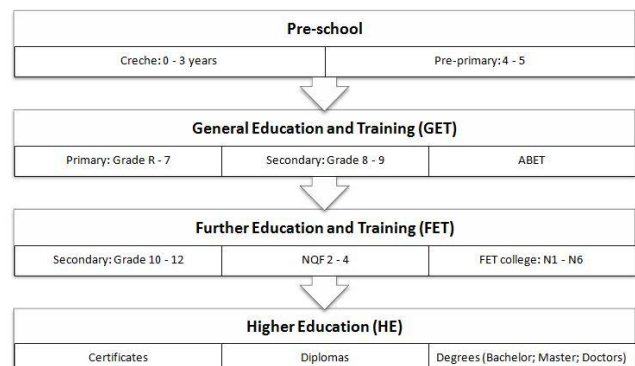 Pre-school
Creche: 0 - 3 years
Pre-primary: 4 - 5
General Education and Training (GET)
Primary: Grade R - 7
Secondary: Grade 8 - 9
ABET
Further Education and Training (FET)
Secondary: Grade 10 - 12
NQF 2 - 4
FET college: N1 - N6
Higher Education (HE)
Certificates
Diplomas
Degrees (Bachelor; Master; Doctors)